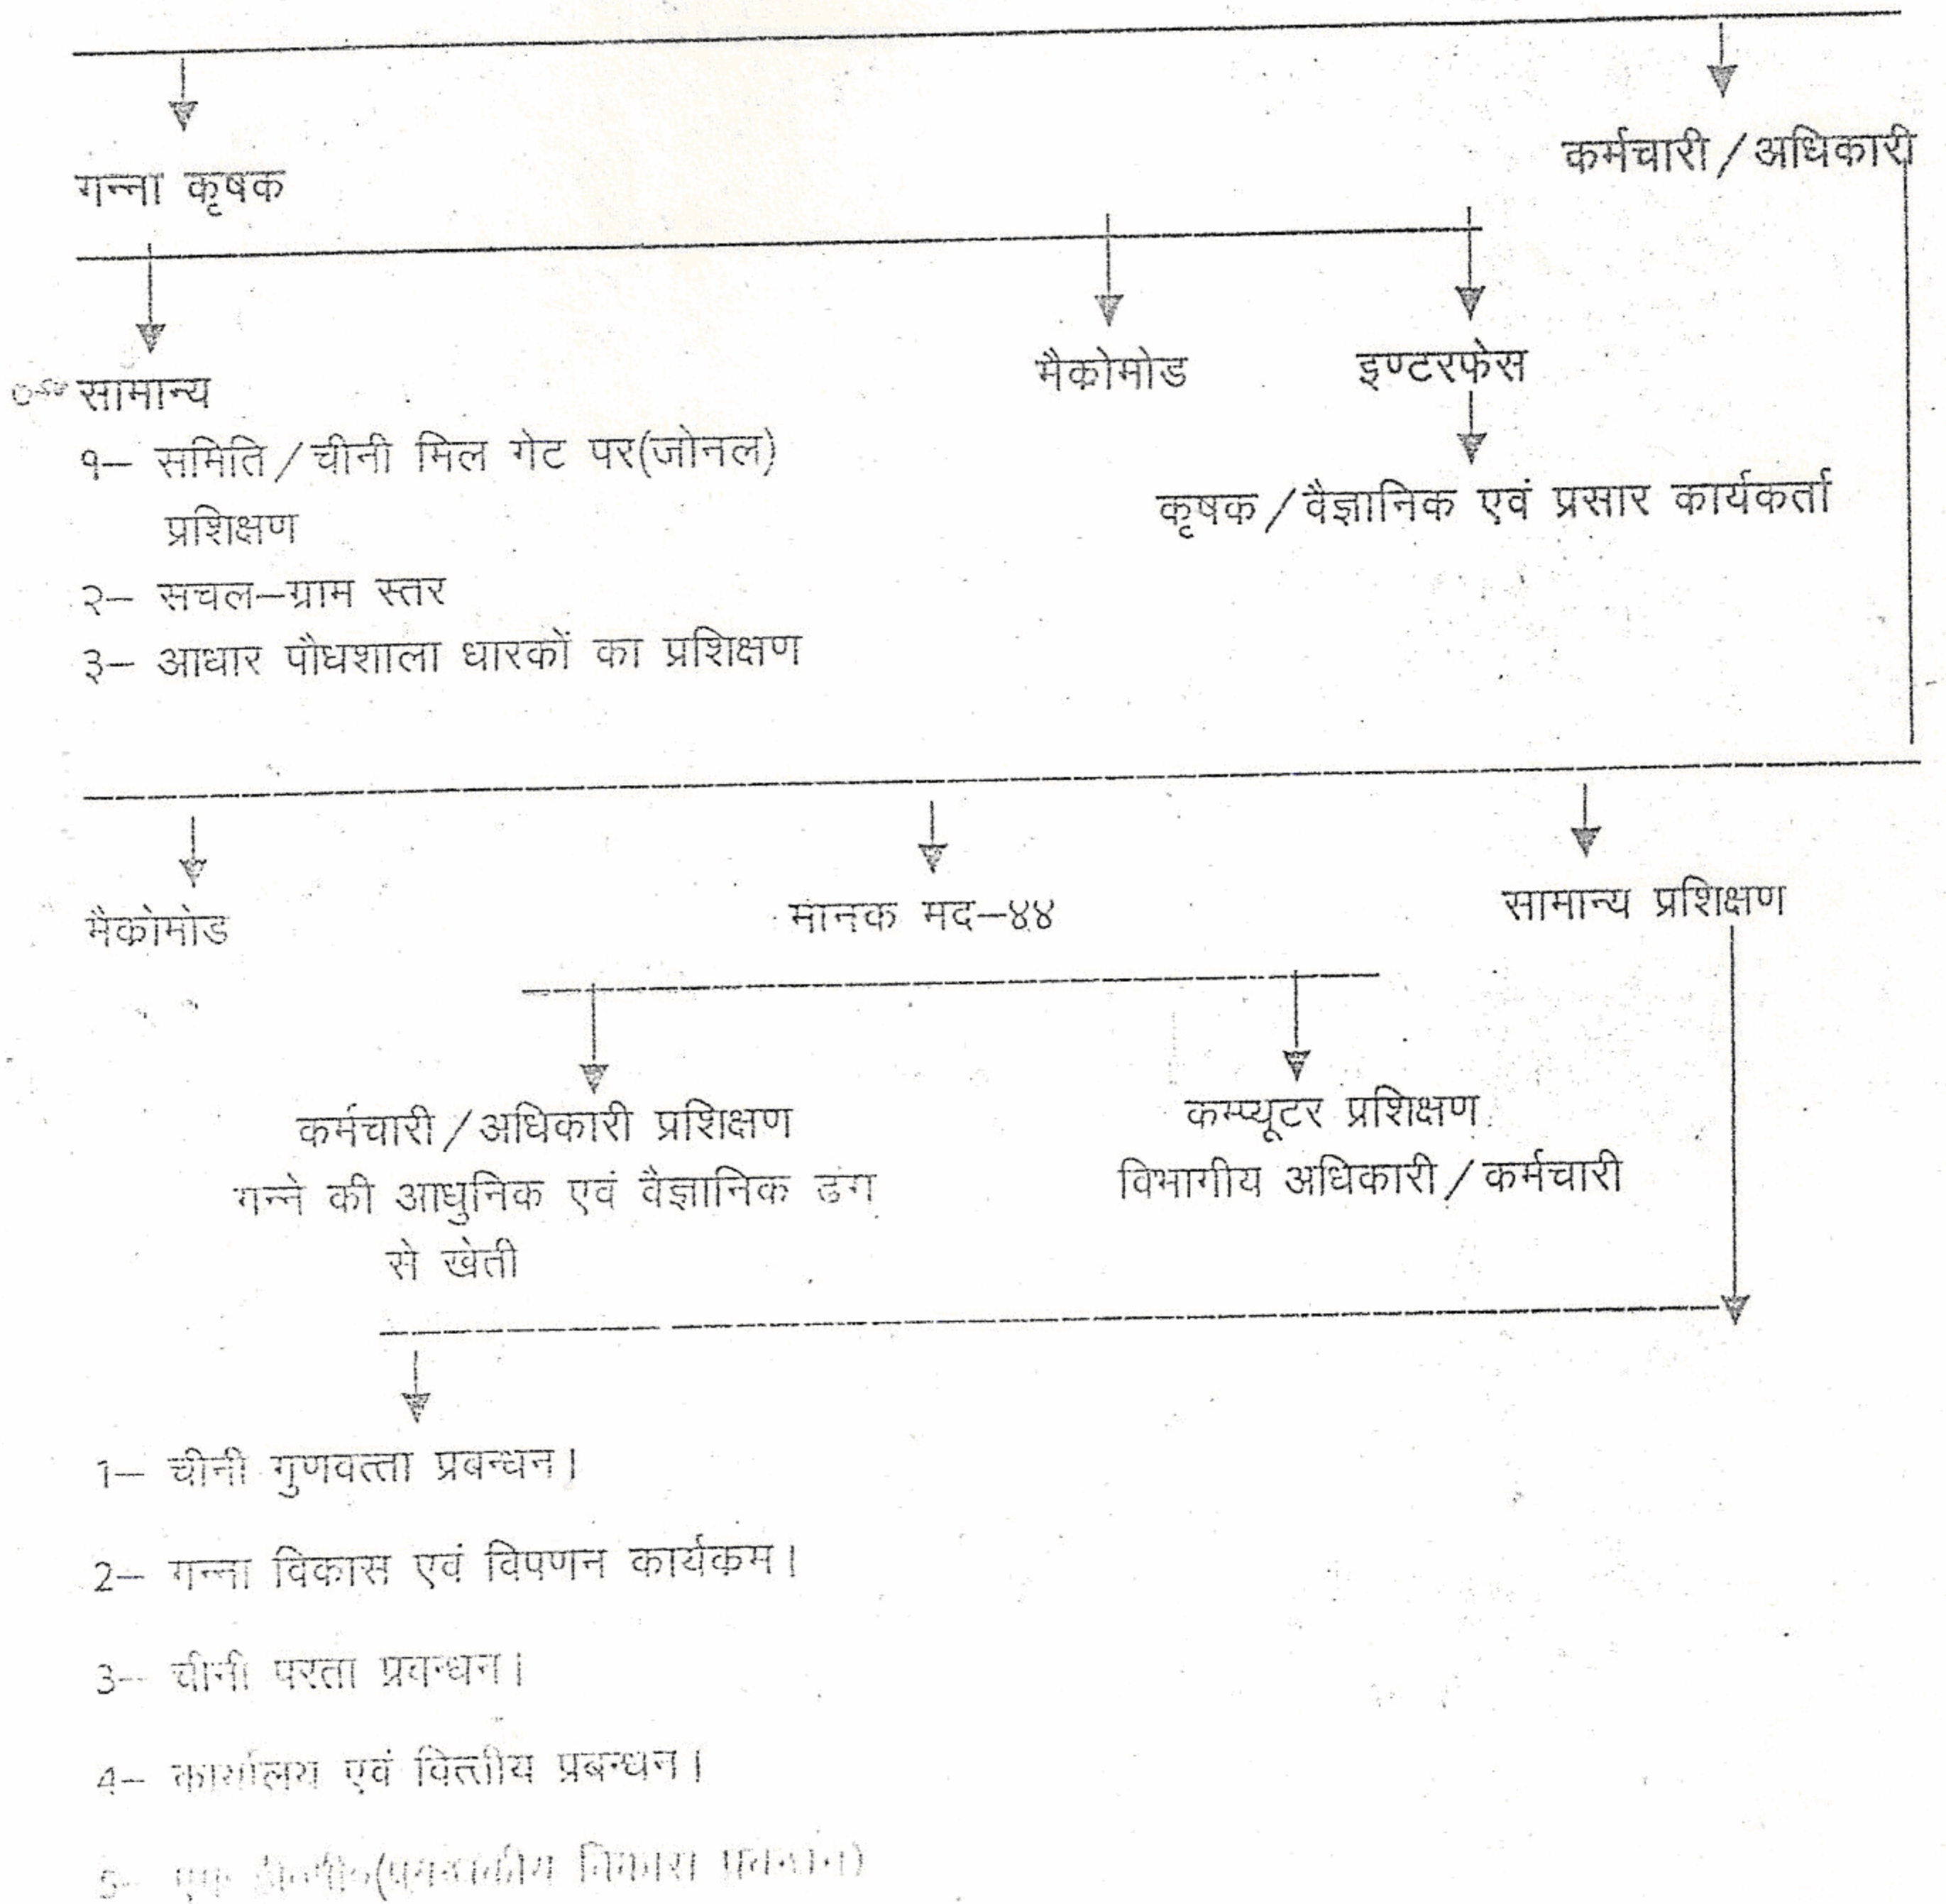 गन्ना कृषक
कर्मचारी/अधिकारी
सामान्य
मैकोमोड
इण्टरफेस
१– समिति/चीनी मिल गेट पर(जोनल)
प्रशिक्षण
२– सचल–ग्राम स्तर
३– आधार पौधशाला धारकों का प्रशिक्षण
कृषक/वैज्ञानिक एवं प्रसार कार्यकर्ता
मैकोमोड
मानक मद–४४
सामान्य प्रशिक्षण
कर्मचारी/अधिकारी प्रशिक्षण
गन्ने की आधुनिक एवं वैज्ञानिक ढंग
से खेती
कम्प्यूटर प्रशिक्षण
विभागीय अधिकारी/कर्मचारी
1– चीनी गुणवत्ता प्रबन्धन।
2– गन्ना विकास एवं विपणन कार्यकम।
3– चीनी परता प्रबन्धन।
4– कार्यालय एवं वित्तीय प्रबन्धन।
5–